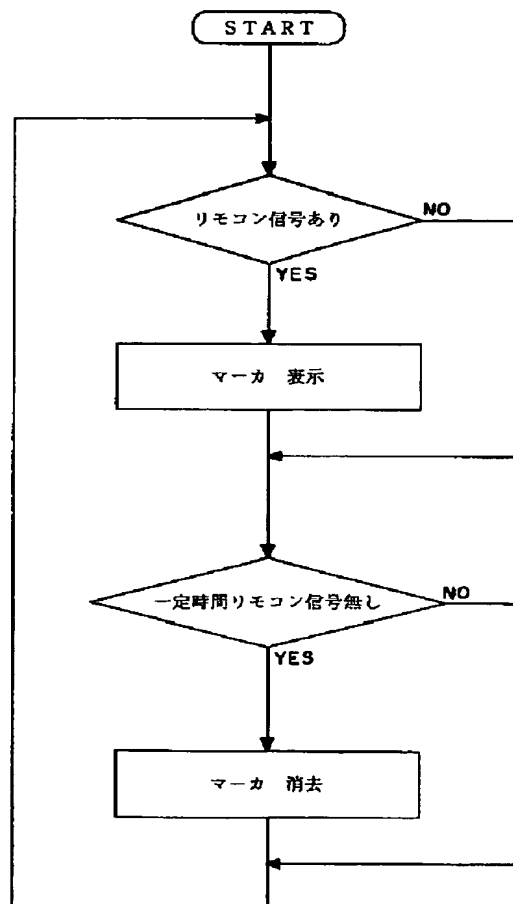 START
リモコン信号あり
NO
YES
マーカ 表示
一定時間リモコン信号無し
NO
YES
マーカ 消去